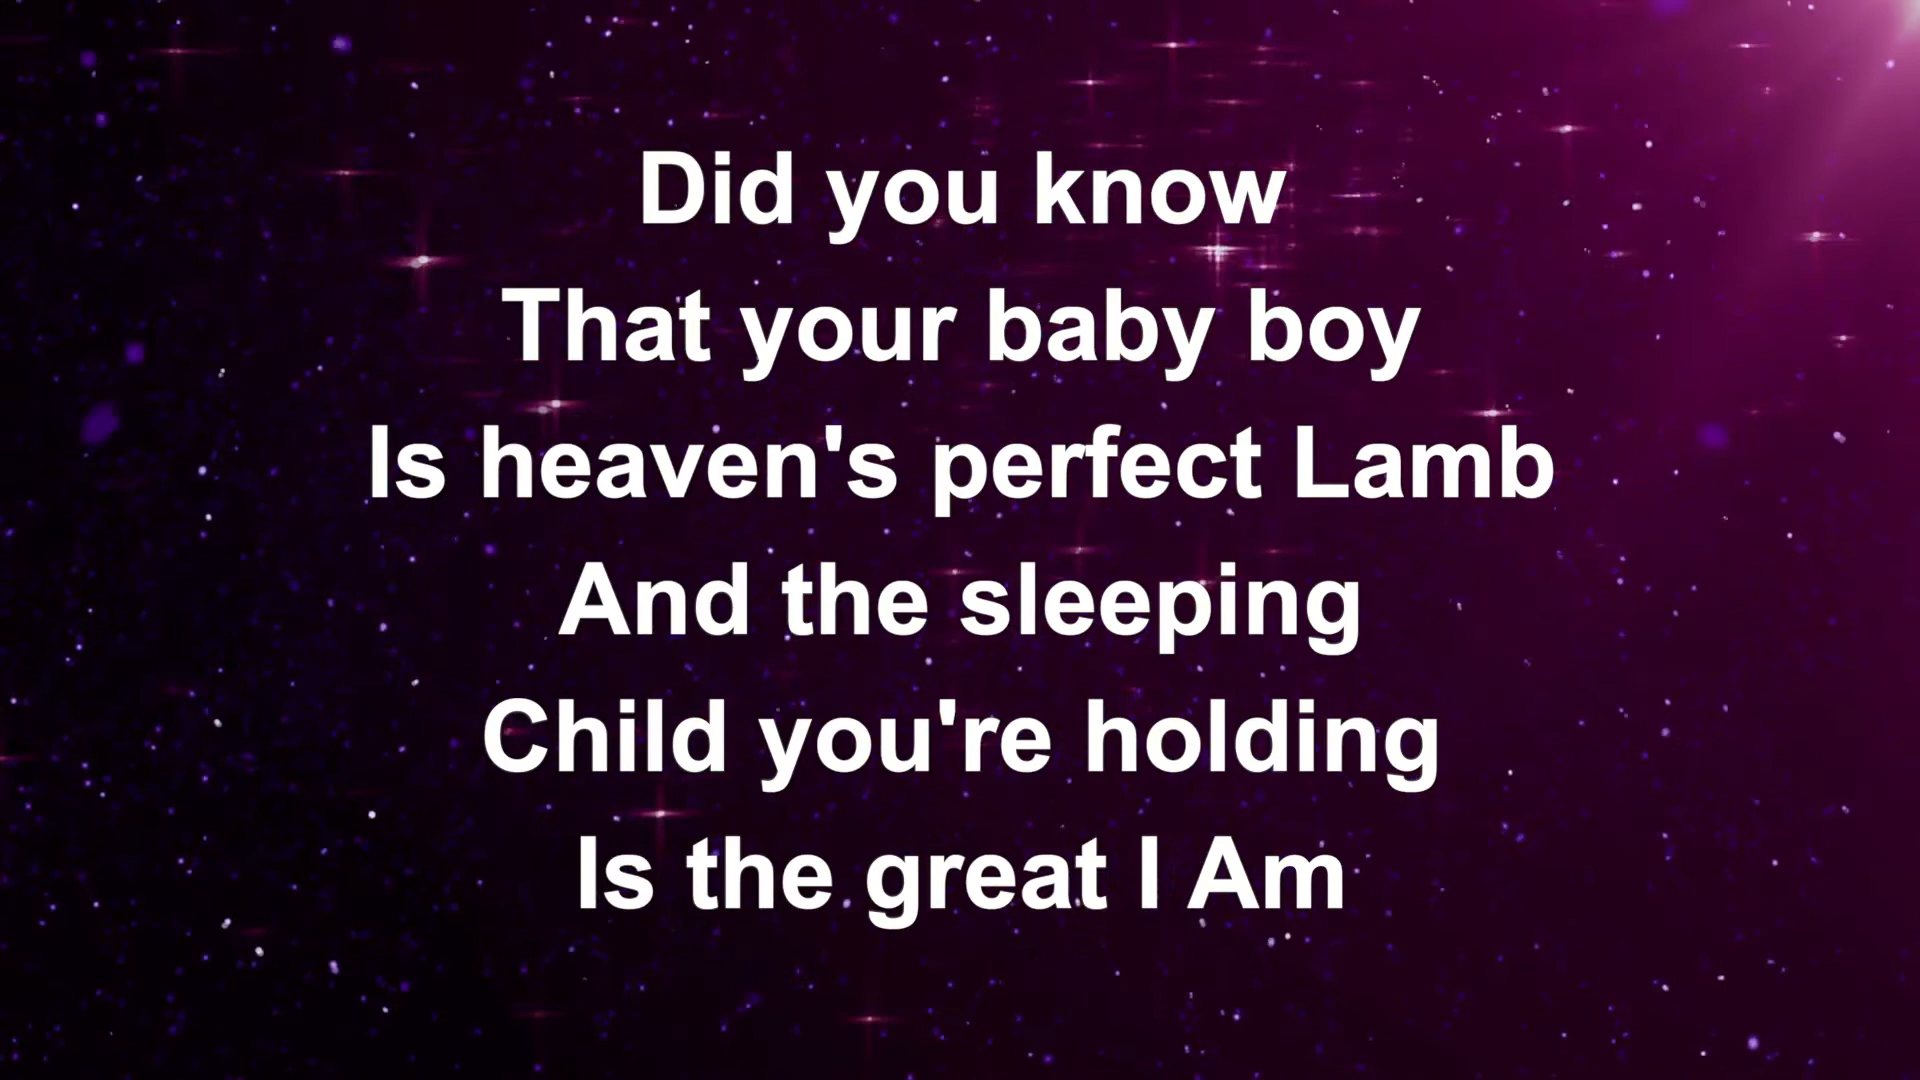 Did you know
That your baby boy
Is heaven's perfect Lamb
And the sleeping
Child you're holding
Is the great I Am